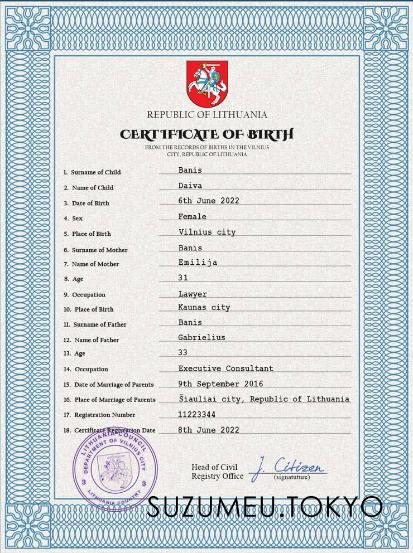 REPUBLIC OF LITHUANIA
CERTIFICATE OF BIRTH
FROM THE RECORDS OF BIRTHS IN THE VILNIUS
CITY, REPUBLIC OF LITHUANIA
1. Surname of Child Banis
2. Name of Child Daiva
3. Date of Birth 6th June 2022
4. Sex Female
5. Place of Birth Vilnius city
6. Surname of Mother Banis
7. Name of Mother Emilija
8. Age 31
9. Occupation Lawyer
10. Place of Birth Kaunas city
11. Surname of Father Banis
12. Name of Father Gabrielius
13. Age 33
14. Occupation Executive Consultant
15. Date of Marriage of Parents 9th September 2016
16. Place of Marriage of Parents Šiauliai city, Republic of Lithuania
17. Registration Number 11223344
18. Certificate Registration Date 8th June 2022
LITHUANIA COUNCIL
DEPARTMENT OF VILNIUS CITY
LITHUANIA COUNTRY
Head of Civil
Registry Office
J. Citizen
(signatuture)
SUZUMEU.TOKYO